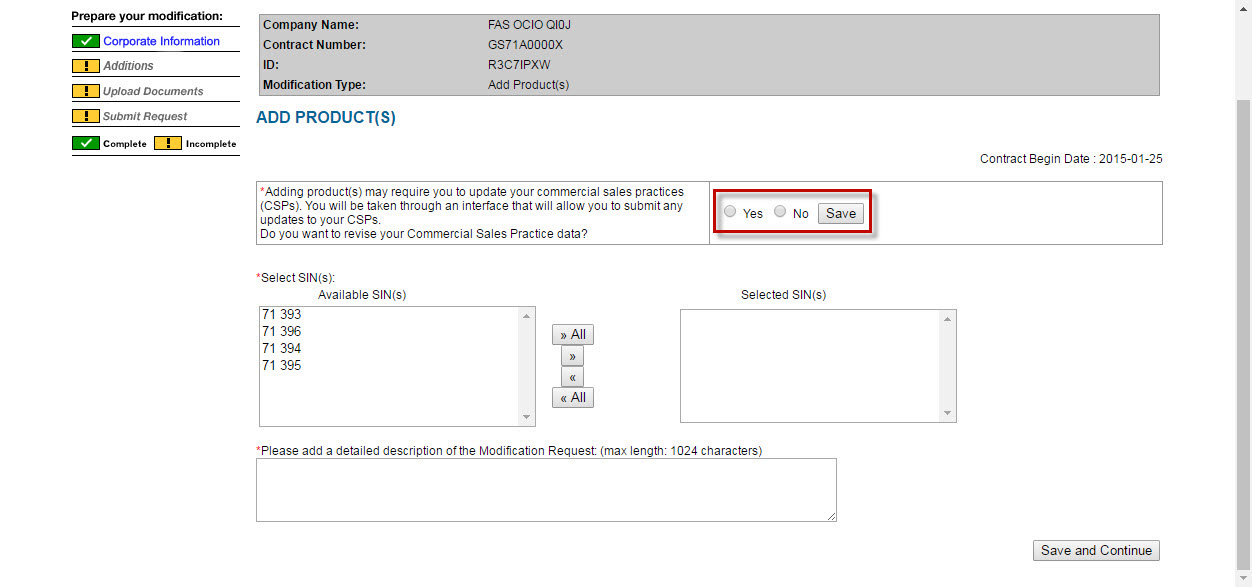 Prepare your modification:
Corporate Information
Additions
Upload Documents
Submit Request
Complete ! Incomplete
Company Name: FAS OCIO QI0J
Contract Number: GS71A0000X
ID: R3C7IPXW
Modification Type: Add Product(s)
ADD PRODUCT(S)
Contract Begin Date : 2015-01-25
*Adding product(s) may require you to update your commercial sales practices
(CSPs). You will be taken through an interface that will allow you to submit any
updates to your CSPs.
Do you want to revise your Commercial Sales Practice data?
Yes No Save
*Select SIN(s):
Available SIN(s) Selected SIN(s)
71 393
71 396
71 394
71 395
» All
»
«
« All
*Please add a detailed description of the Modification Request: (max length: 1024 characters)
Save and Continue